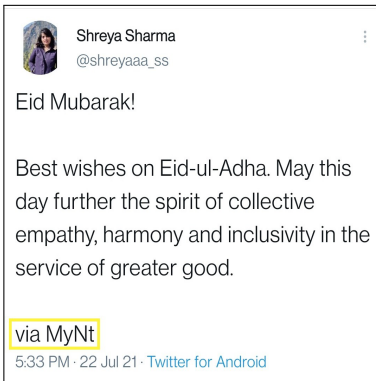 Shreya Sharma
@shreyaaa_ss
Eid Mubarak!
Best wishes on Eid-ul-Adha. May this
day further the spirit of collective
empathy, harmony and inclusivity in the
service of greater good.
via MyNt
5:33 PM · 22 Jul 21 · Twitter for Android